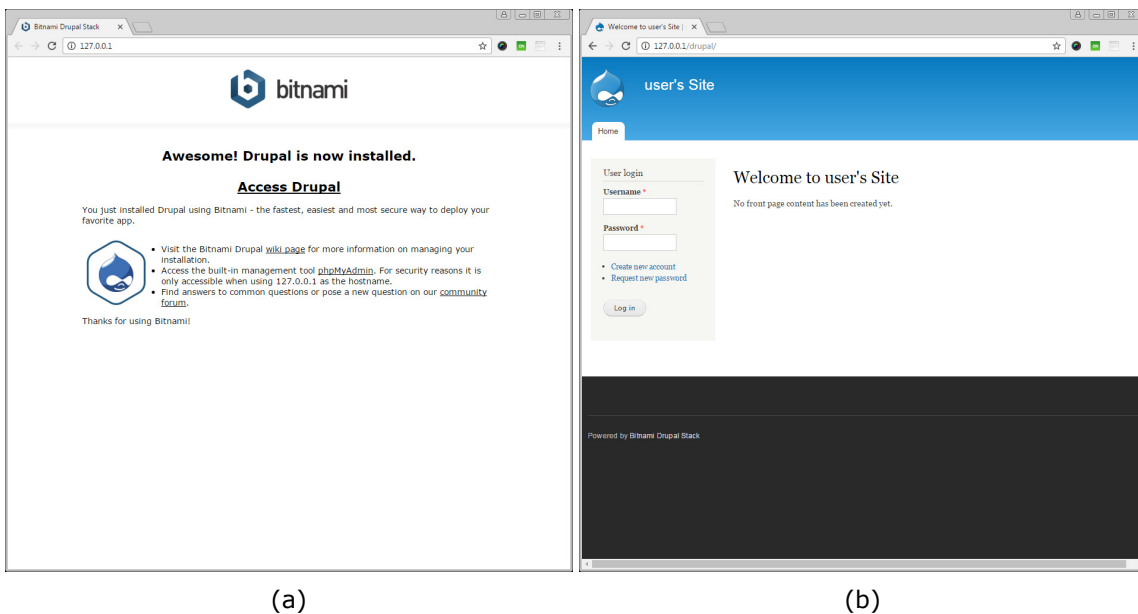 Bitnami Drupal Stack
127.0.0.1
bitnami
Awesome! Drupal is now installed.
Access Drupal
You just installed Drupal using Bitnami - the fastest, easiest and most secure way to deploy your
favorite app.
Visit the Bitnami Drupal wiki page for more information on managing your
installation.
Access the built-in management tool phpMyAdmin. For security reasons it is
only accessible when using 127.0.0.1 as the hostname.
Find answers to common questions or pose a new question on our community
forum.
Thanks for using Bitnami!
(a)
Welcome to user's Site |
127.0.0.1/drupal/
user's Site
Home
User login
Username *
Password *
Create new account
Request new password
Log in
Welcome to user's Site
No front page content has been created yet.
Powered by Bitnami Drupal Stack
(b)